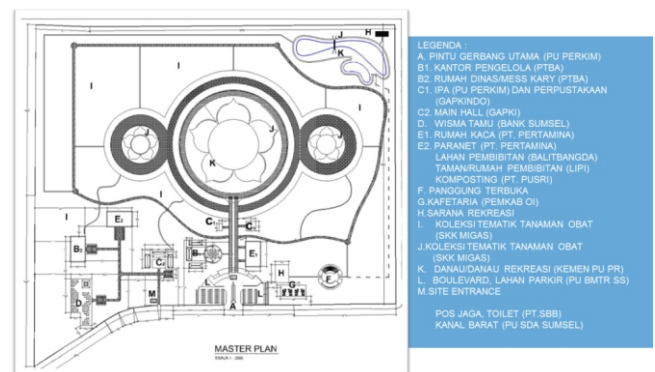 H
J
K
I
I
I
J
J
J
K
I
C1
C2
I
E2
B2
C2
B1
E1
H
F
D
M
L
L
G
A
MASTER PLAN
LEGENDA :
A. PINTU GERBANG UTAMA (PU PERKIM)
B1. KANTOR PENGELOLA (PTBA)
B2. RUMAH DINAS/MESS KARY (PTBA)
C1. IPA (PU PERKIM) DAN PERPUSTAKAAN
(GAPKINDO)
C2. MAIN HALL (GAPKI)
D. WISMA TAMU (BANK SUMSEL)
E1. RUMAH KACA (PT. PERTAMINA)
E2. PARANET (PT. PERTAMINA)
LAHAN PEMBIBITAN (BALITBANGDA)
TAMAN/RUMAH PEMBIBITAN (LIPI)
KOMPOSTING (PT. PUSRI)
F. PANGGUNG TERBUKA
G.KAFETARIA (PEMKAB OI)
H.SARANA REKREASI
I. KOLEKSI TEMATIK TANAMAN OBAT
(SKK MIGAS)
J.KOLEKSI TEMATIK TANAMAN OBAT
(SKK MIGAS)
K. DANAU/DANAU REKREASI (KEMEN PU PR)
L. BOULEVARD, LAHAN PARKIR (PU BMTR SS)
M.SITE ENTRANCE
POS JAGA, TOILET (PT.SBB)
KANAL BARAT (PU SDA SUMSEL)